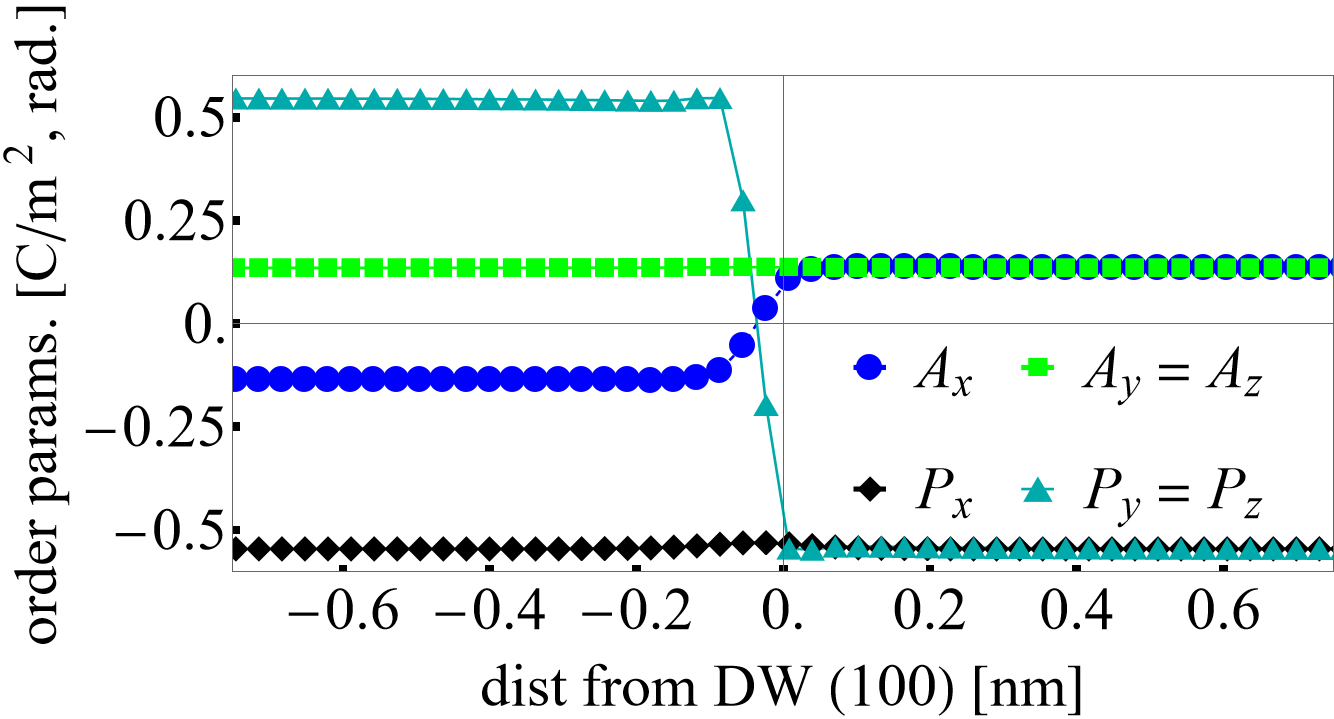 order params. [C/m², rad.]
0.5
0.25
0.
−0.25
−0.5
A_x
A_y = A_z
P_x
P_y = P_z
−0.6 −0.4 −0.2 0. 0.2 0.4 0.6
dist from DW (100) [nm]